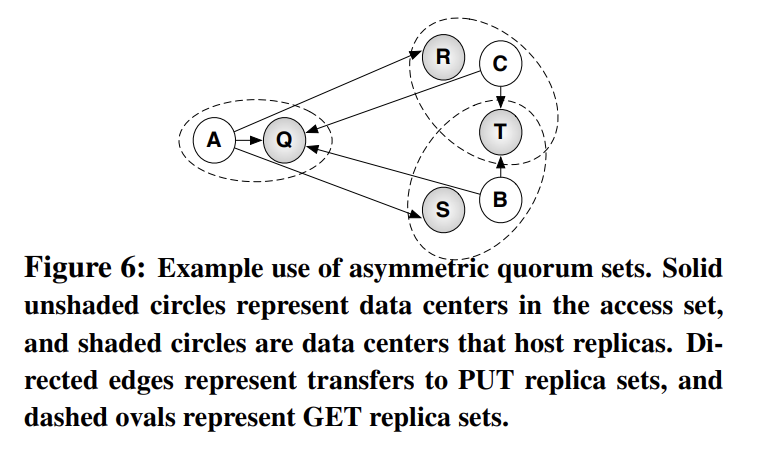 R
C
T
A
Q
S
B
Figure 6: Example use of asymmetric quorum sets. Solid
unshaded circles represent data centers in the access set,
and shaded circles are data centers that host replicas. Di-
rected edges represent transfers to PUT replica sets, and
dashed ovals represent GET replica sets.